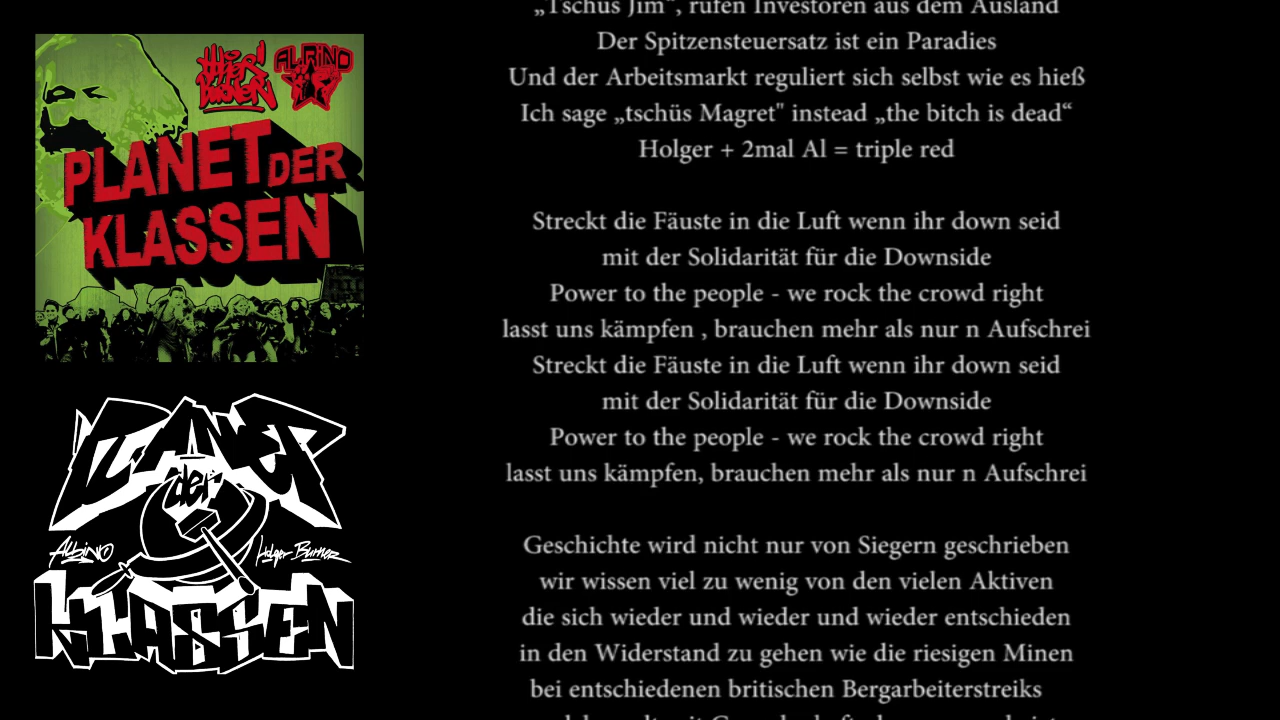 Holger Burner
ALBINO
PLANET DER
KLASSEN
PLANET
der
Albino
Holger Burner
KLASSEN
„Tschüs Jim“, rufen Investoren aus dem Ausland
Der Spitzensteuersatz ist ein Paradies
Und der Arbeitsmarkt reguliert sich selbst wie es hieß
Ich sage „tschüs Magret" instead „the bitch is dead“
Holger + 2mal Al = triple red
Streckt die Fäuste in die Luft wenn ihr down seid
mit der Solidarität für die Downside
Power to the people - we rock the crowd right
lasst uns kämpfen , brauchen mehr als nur n Aufschrei
Streckt die Fäuste in die Luft wenn ihr down seid
mit der Solidarität für die Downside
Power to the people - we rock the crowd right
lasst uns kämpfen, brauchen mehr als nur n Aufschrei
Geschichte wird nicht nur von Siegern geschrieben
wir wissen viel zu wenig von den vielen Aktiven
die sich wieder und wieder und wieder entschieden
in den Widerstand zu gehen wie die riesigen Minen
bei entschiedenen britischen Bergarbeiterstreiks